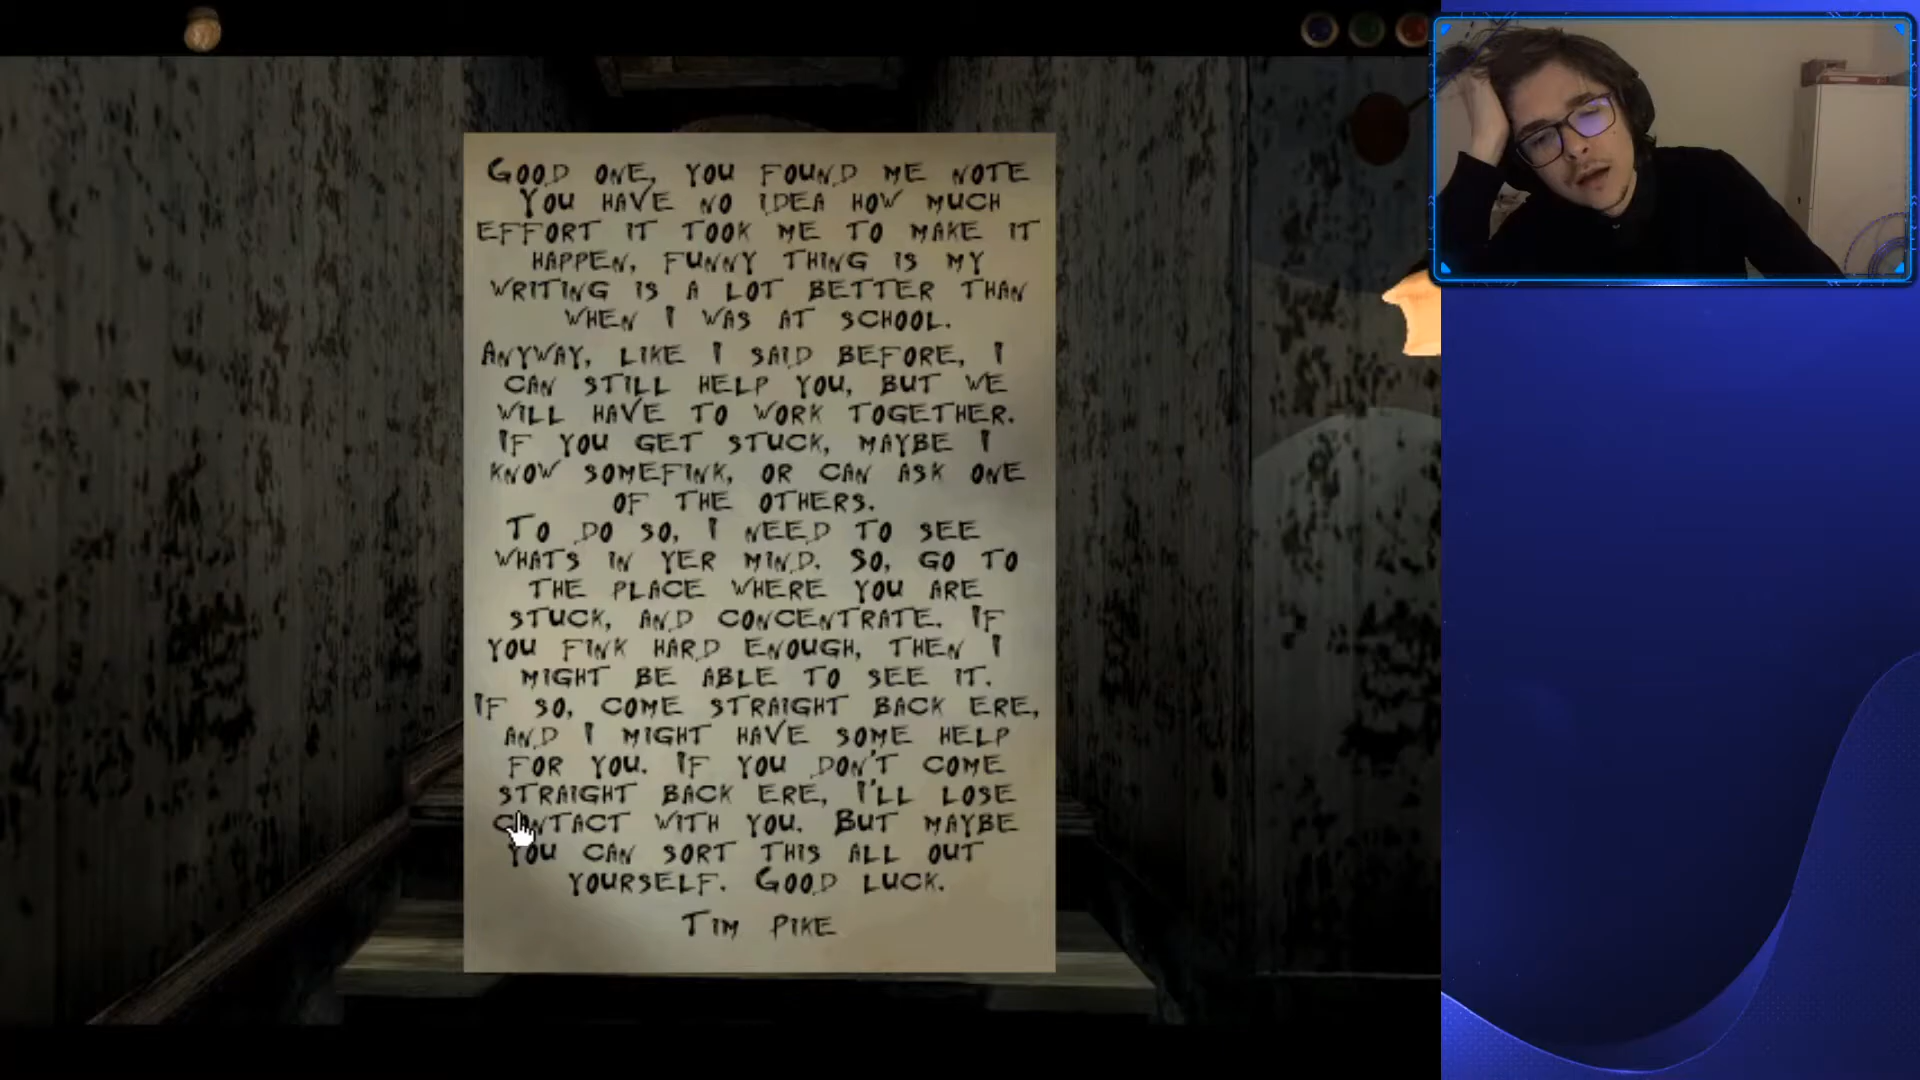 GOOD ONE, YOU FOUND ME NOTE
YOU HAVE NO IDEA HOW MUCH
EFFORT IT TOOK ME TO MAKE IT
HAPPEN, FUNNY THING IS MY
WRITING IS A LOT BETTER THAN
WHEN I WAS AT SCHOOL.
ANYWAY, LIKE I SAID BEFORE, I
CAN STILL HELP YOU, BUT WE
WILL HAVE TO WORK TOGETHER.
IF YOU GET STUCK, MAYBE I
KNOW SOMEFINK, OR CAN ASK ONE
OF THE OTHERS.
TO DO SO, I NEED TO SEE
WHATS IN YER MIND. SO, GO TO
THE PLACE WHERE YOU ARE
STUCK, AND CONCENTRATE. IF
YOU FINK HARD ENOUGH, THEN I
MIGHT BE ABLE TO SEE IT.
IF SO, COME STRAIGHT BACK ERE,
AND I MIGHT HAVE SOME HELP
FOR YOU. IF YOU DON'T COME
STRAIGHT BACK ERE, I'LL LOSE
CONTACT WITH YOU. BUT MAYBE
YOU CAN SORT THIS ALL OUT
YOURSELF. GOOD LUCK.
TIM PIKE